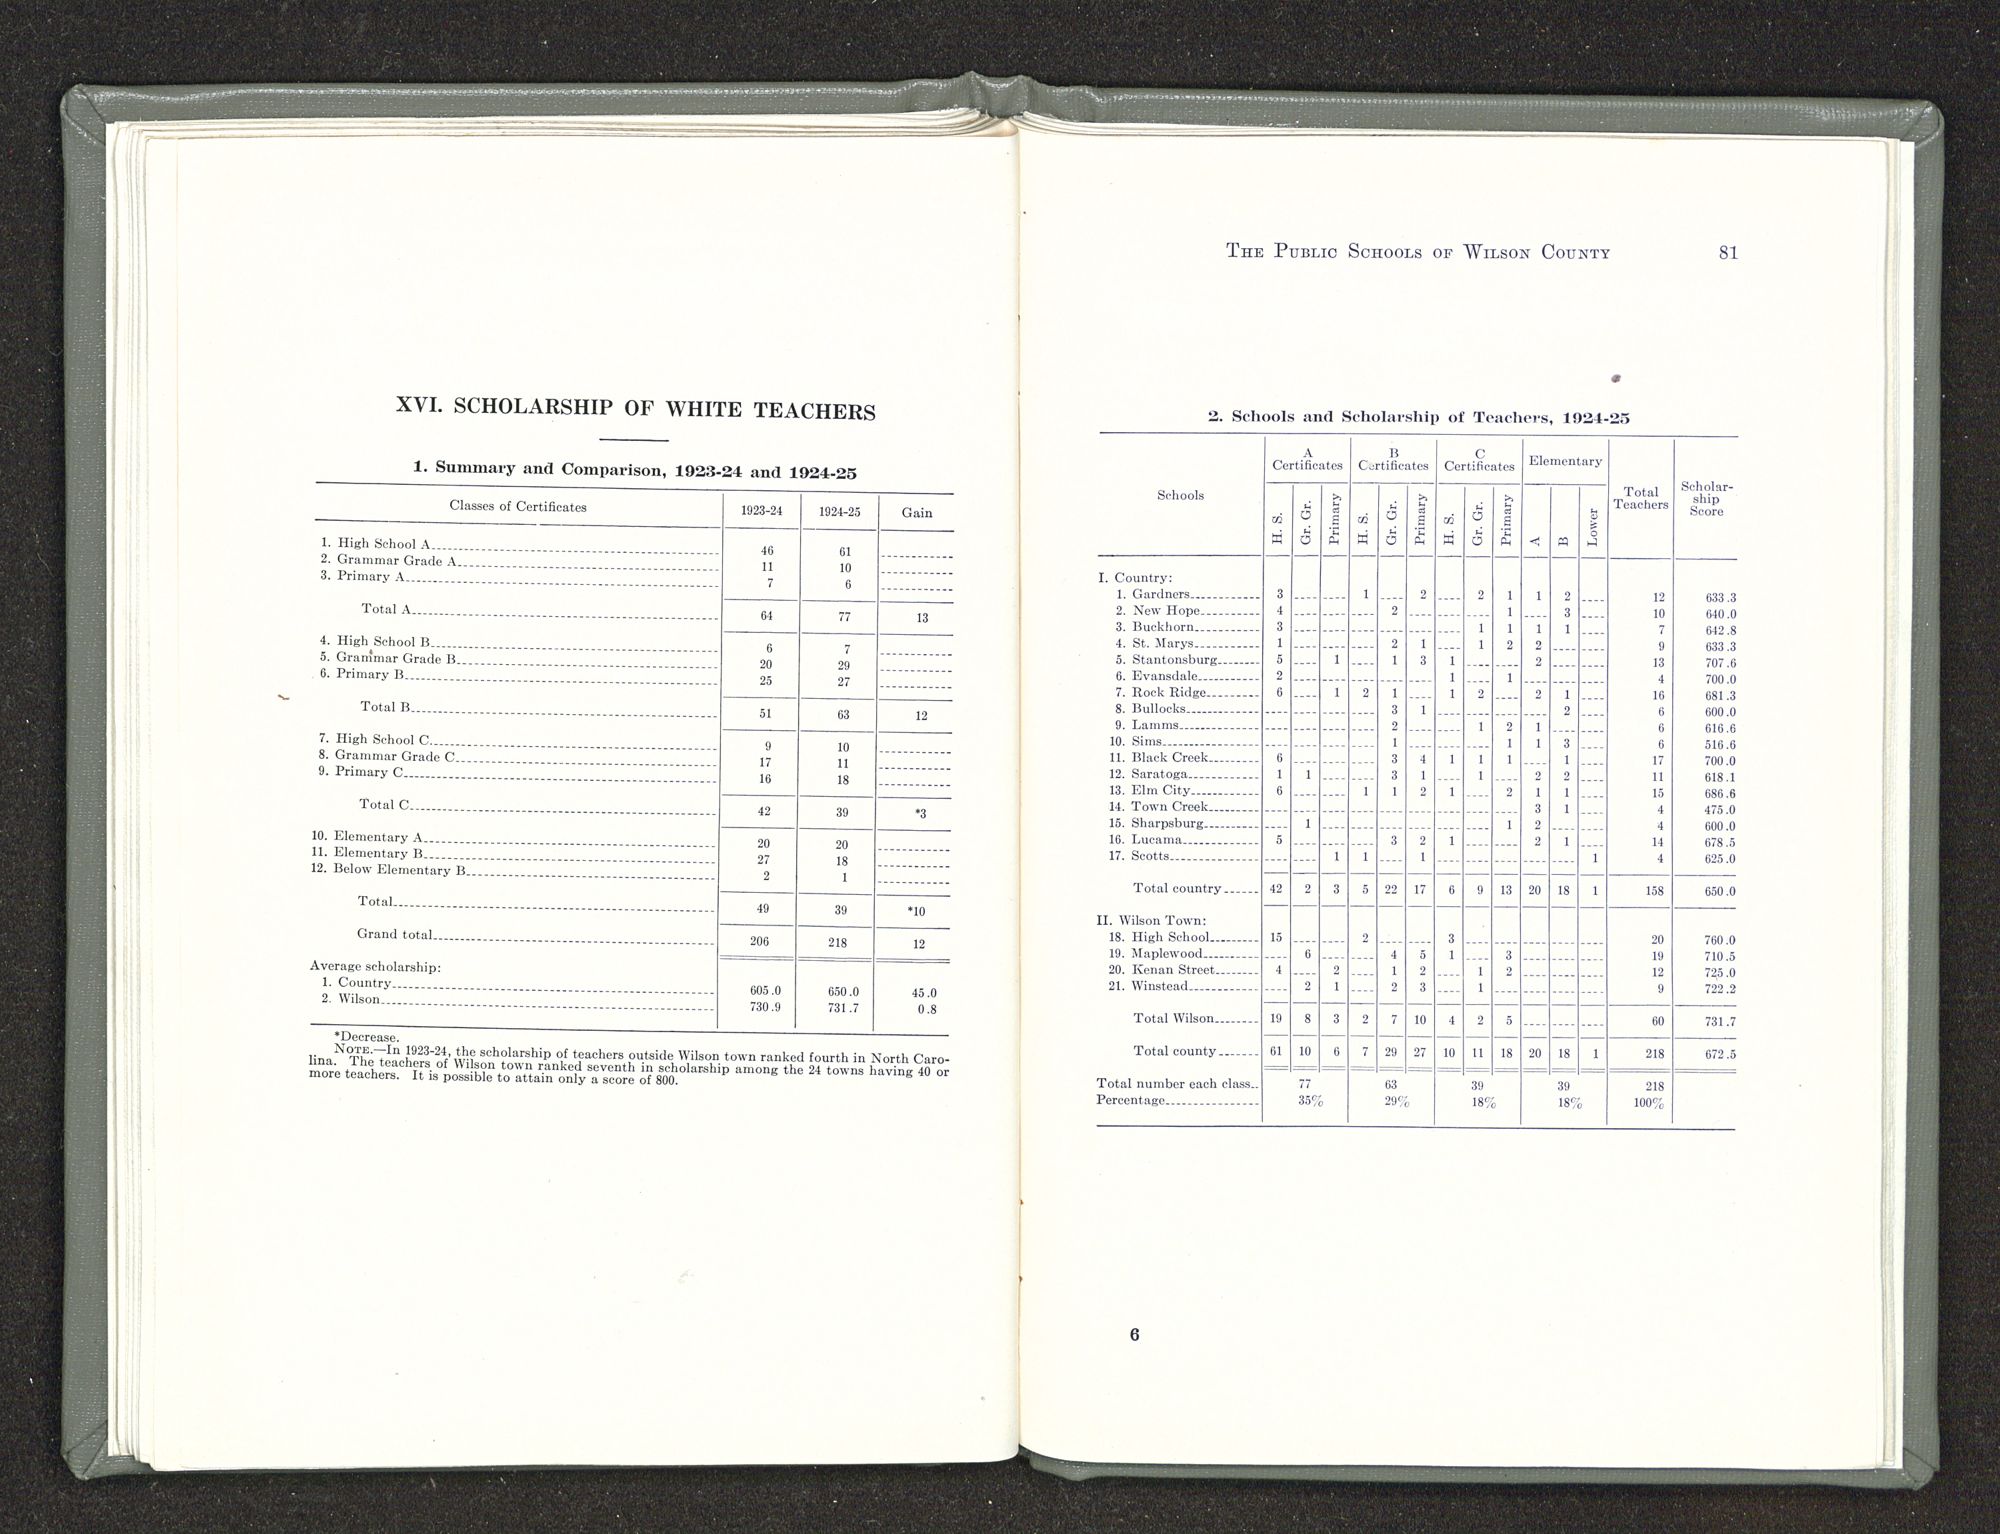 XVI. SCHOLARSHIP OF WHITE TEACHERS
1. Summary and Comparison, 1923-24 and 1924-25
Classes of Certificates 1923-24 1924-25 Gain
1. High School A 46 61
2. Grammar Grade A 11 10
3. Primary A 7 6
Total A 64 77 13
4. High School B 6 7
5. Grammar Grade B 20 29
6. Primary B 25 27
Total B 51 63 12
7. High School C 9 10
8. Grammar Grade C 17 11
9. Primary C 16 18
Total C 42 39 *3
10. Elementary A 20 20
11. Elementary B 27 18
12. Below Elementary B 2 1
Total 49 39 *10
Grand total 206 218 12
Average scholarship:
1. Country 605.0 650.0 45.0
2. Wilson 730.9 731.7 0.8
*Decrease.
NOTE.—In 1923-24, the scholarship of teachers outside Wilson town ranked fourth in North Caro-
lina. The teachers of Wilson town ranked seventh in scholarship among the 24 towns having 40 or
more teachers. It is possible to attain only a score of 800.
THE PUBLIC SCHOOLS OF WILSON COUNTY 81
2. Schools and Scholarship of Teachers, 1924-25
Schools A Certificates B Certificates C Certificates Elementary Total Teachers Scholar-ship Score
H. S. Gr. Gr. Primary H. S. Gr. Gr. Primary H. S. Gr. Gr. Primary A B Lower
I. Country:
1. Gardners 3 1 2 2 1 1 2 12 633.3
2. New Hope 4 2 1 3 10 640.0
3. Buckhorn 3 1 1 1 1 7 642.8
4. St. Marys 1 2 1 1 2 2 9 633.3
5. Stantonsburg 5 1 1 3 1 2 13 707.6
6. Evansdale 2 1 1 4 700.0
7. Rock Ridge 6 1 2 1 1 2 2 1 16 681.3
8. Bullocks 3 1 2 6 600.0
9. Lamms 2 1 2 1 6 616.6
10. Sims 1 1 1 3 6 516.6
11. Black Creek 6 3 4 1 1 1 1 17 700.0
12. Saratoga 1 1 3 1 1 2 2 11 618.1
13. Elm City 6 1 1 2 1 2 1 1 15 686.6
14. Town Creek 3 1 4 475.0
15. Sharpsburg 1 1 2 4 600.0
16. Lucama 5 3 2 1 2 1 14 678.5
17. Scotts 1 1 1 1 4 625.0
Total country 42 2 3 5 22 17 6 9 13 20 18 1 158 650.0
II. Wilson Town:
18. High School 15 2 3 20 760.0
19. Maplewood 6 4 5 1 3 19 710.5
20. Kenan Street 4 2 1 2 1 2 12 725.0
21. Winstead 2 1 2 3 1 9 722.2
Total Wilson 19 8 3 2 7 10 4 2 5 60 731.7
Total county 61 10 6 7 29 27 10 11 18 20 18 1 218 672.5
Total number each class 77 63 39 39 218
Percentage 35% 29% 18% 18% 100%
6